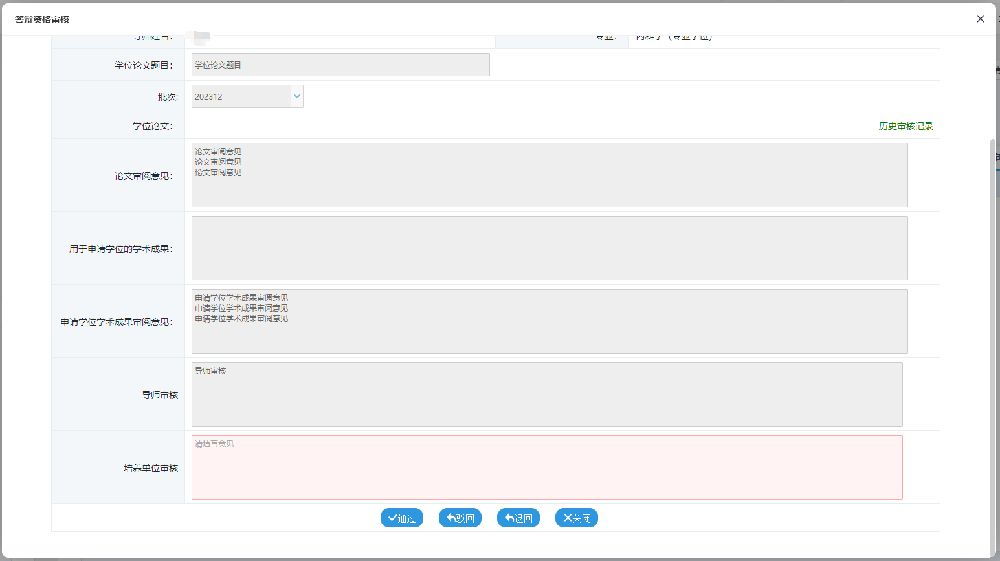 答辩资格审核
导师姓名：
专业：
内科学（专业学位）
学位论文题目：
学位论文题目
批次:
202312
学位论文：
历史审核记录
论文审阅意见：
论文审阅意见
论文审阅意见
论文审阅意见
用于申请学位的学术成果：
申请学位学术成果审阅意见：
申请学位学术成果审阅意见
申请学位学术成果审阅意见
申请学位学术成果审阅意见
导师审核
导师审核
培养单位审核
请填写意见
通过
驳回
退回
关闭